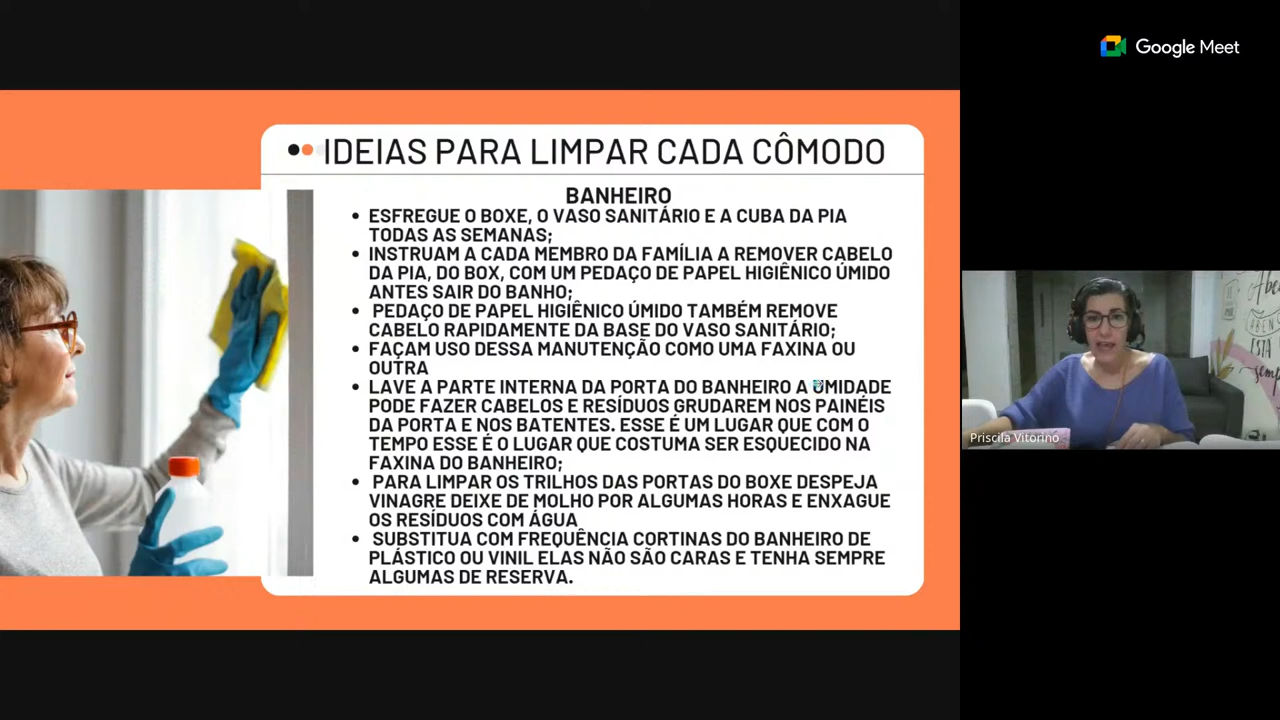 Google Meet
IDEIAS PARA LIMPAR CADA CÔMODO
BANHEIRO
• ESFREGUE O BOXE, O VASO SANITÁRIO E A CUBA DA PIA
TODAS AS SEMANAS;
• INSTRUAM A CADA MEMBRO DA FAMÍLIA A REMOVER CABELO
DA PIA, DO BOX, COM UM PEDAÇO DE PAPEL HIGIÊNICO ÚMIDO
ANTES SAIR DO BANHO;
• PEDAÇO DE PAPEL HIGIÊNICO ÚMIDO TAMBÉM REMOVE
CABELO RAPIDAMENTE DA BASE DO VASO SANITÁRIO;
• FAÇAM USO DESSA MANUTENÇÃO COMO UMA FAXINA OU
OUTRA
• LAVE A PARTE INTERNA DA PORTA DO BANHEIRO A UMIDADE
PODE FAZER CABELOS E RESÍDUOS GRUDAREM NOS PAINÉIS
DA PORTA E NOS BATENTES. ESSE É UM LUGAR QUE COM O
TEMPO ESSE É O LUGAR QUE COSTUMA SER ESQUECIDO NA
FAXINA DO BANHEIRO;
• PARA LIMPAR OS TRILHOS DAS PORTAS DO BOXE DESPEJA
VINAGRE DEIXE DE MOLHO POR ALGUMAS HORAS E ENXAGUE
OS RESÍDUOS COM ÁGUA
• SUBSTITUA COM FREQUÊNCIA CORTINAS DO BANHEIRO DE
PLÁSTICO OU VINIL ELAS NÃO SÃO CARAS E TENHA SEMPRE
ALGUMAS DE RESERVA.
Priscila Vitorino